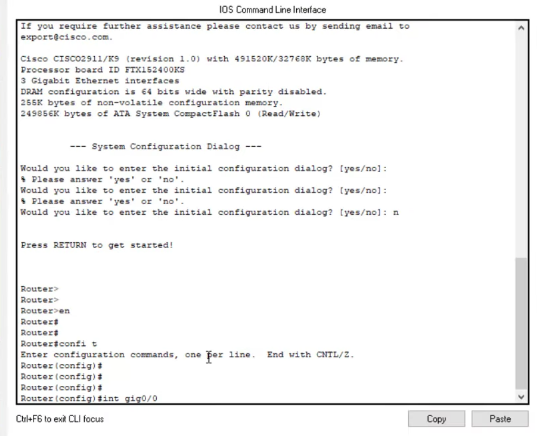 IOS Command Line Interface
If you require further assistance please contact us by sending email to
export@cisco.com.
Cisco CISCO2911/K9 (revision 1.0) with 491520K/32768K bytes of memory.
Processor board ID FTX152400KS
3 Gigabit Ethernet interfaces
DRAM configuration is 64 bits wide with parity disabled.
255K bytes of non-volatile configuration memory.
249856K bytes of ATA System CompactFlash 0 (Read/Write)
--- System Configuration Dialog ---
Would you like to enter the initial configuration dialog? [yes/no]:
% Please answer 'yes' or 'no'.
Would you like to enter the initial configuration dialog? [yes/no]:
% Please answer 'yes' or 'no'.
Would you like to enter the initial configuration dialog? [yes/no]: n
Press RETURN to get started!
Router>
Router>
Router>en
Router#
Router#
Router#confi t
Enter configuration commands, one per line.  End with CNTL/Z.
Router(config)#
Router(config)#
Router(config)#
Router(config)#int gig0/0
Ctrl+F6 to exit CLI focus
Copy
Paste